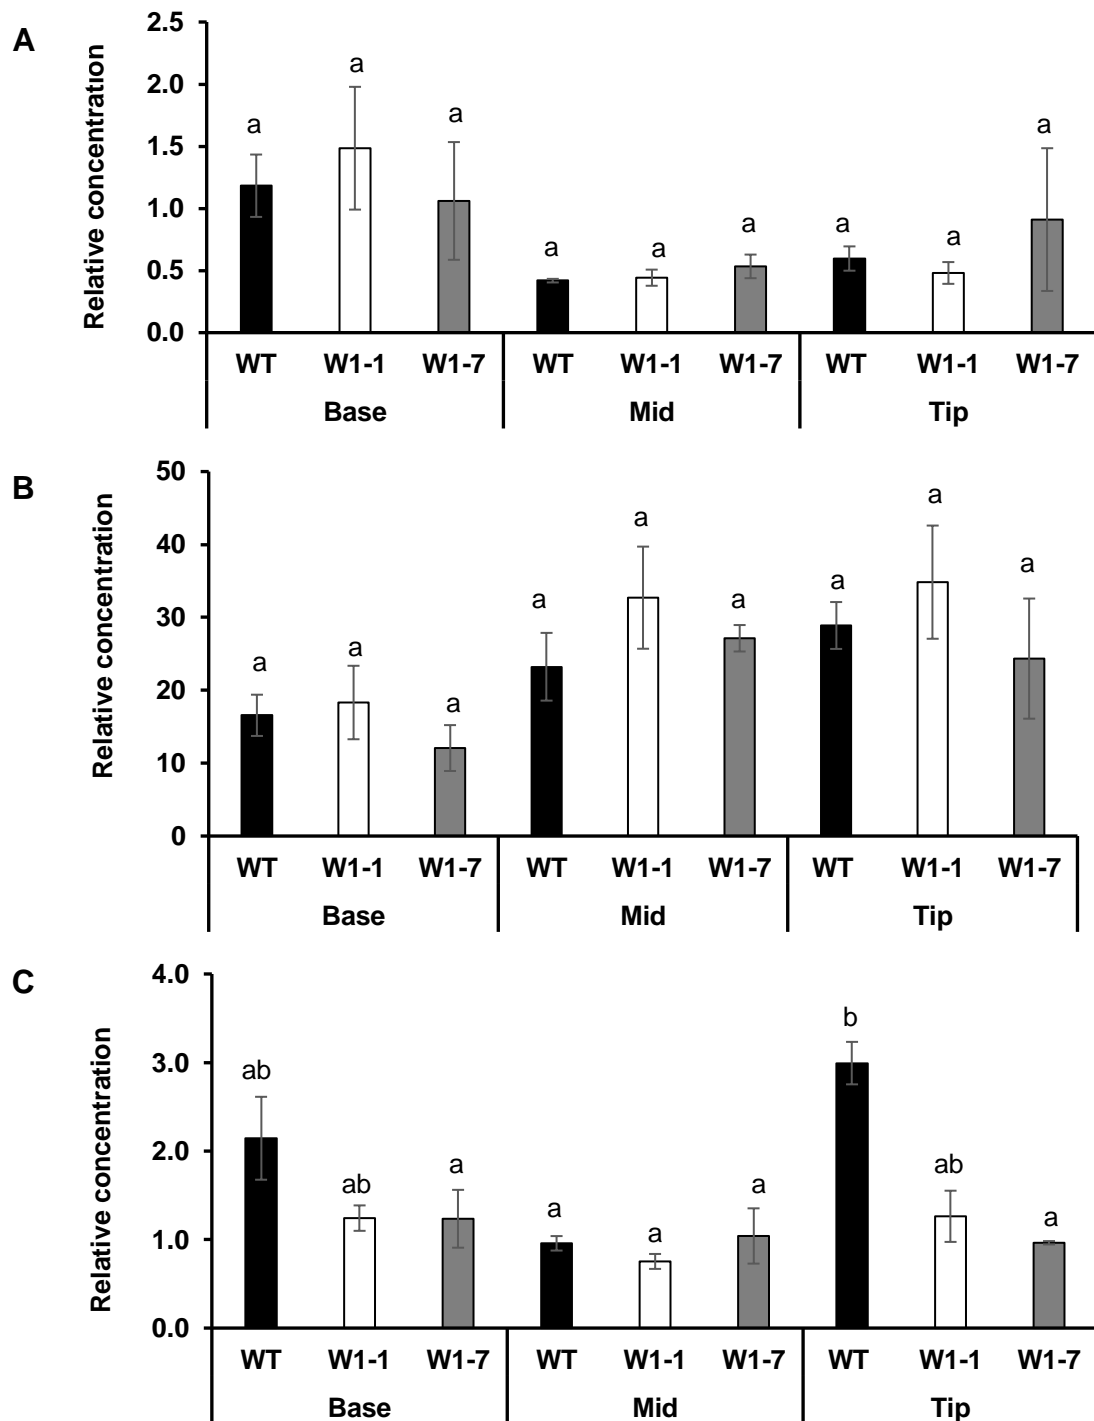 A
Relative concentration
2.5
2.0
1.5
1.0
0.5
0.0
a
a
a
a
a
a
a
a
a
WT W1-1 W1-7 WT W1-1 W1-7 WT W1-1 W1-7
Base Mid Tip
B
Relative concentration
50
40
30
20
10
0
a
a
a
a
a
a
a
a
a
WT W1-1 W1-7 WT W1-1 W1-7 WT W1-1 W1-7
Base Mid Tip
C
Relative concentration
4.0
3.0
2.0
1.0
0.0
ab
ab
a
a
a
a
b
ab
a
WT W1-1 W1-7 WT W1-1 W1-7 WT W1-1 W1-7
Base Mid Tip